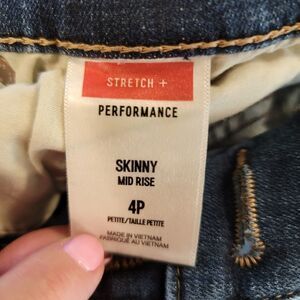 STRETCH +
PERFORMANCE
SKINNY
MID RISE
4P
PETITE/TAILLE PETITE
MADE IN VIETNAM
FABRIQUÉ AU VIETNAM